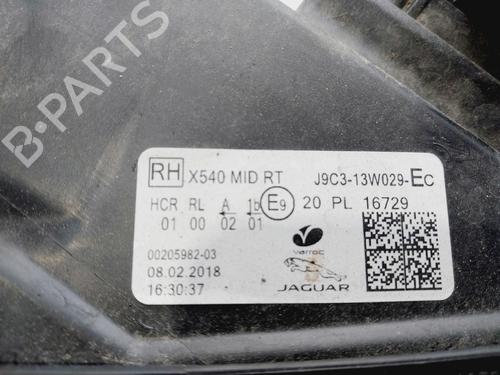 B-PARTS
RH X540 MID RT J9C3-13W029-EC
HCR RL A 1b E9 20 PL 16729
01 00 02 01
00205982-03
08.02.2018
16:30:37
varroc
JAGUAR